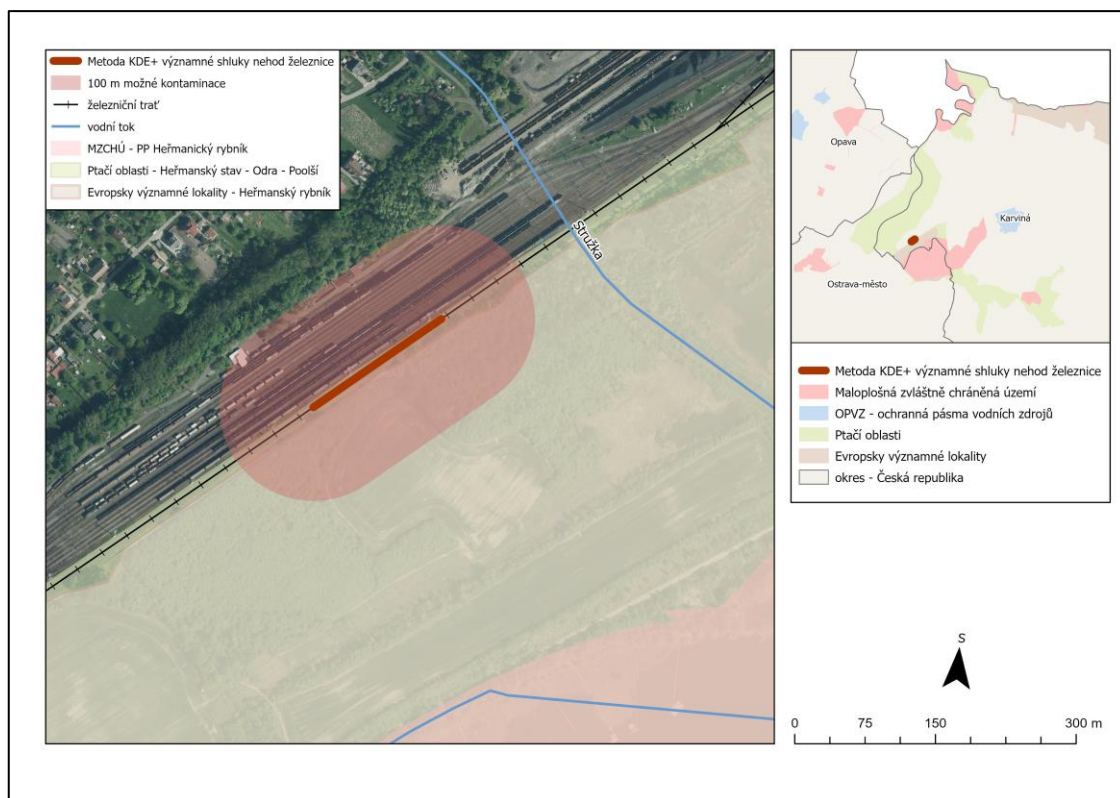 Metoda KDE+ významné shluky nehod železnice
100 m možné kontaminace
železniční trať
vodní tok
MZCHÚ - PP Heřmanický rybník
Ptačí oblasti - Heřmanský stav - Odra - Poolší
Evropsky významné lokality - Heřmanský rybník
Stružka
Opava
Karviná
Ostrava-město
Metoda KDE+ významné shluky nehod železnice
Maloplošná zvláštně chráněná území
OPVZ - ochranná pásma vodních zdrojů
Ptačí oblasti
Evropsky významné lokality
okres - Česká republika
S
0 75 150 300 m